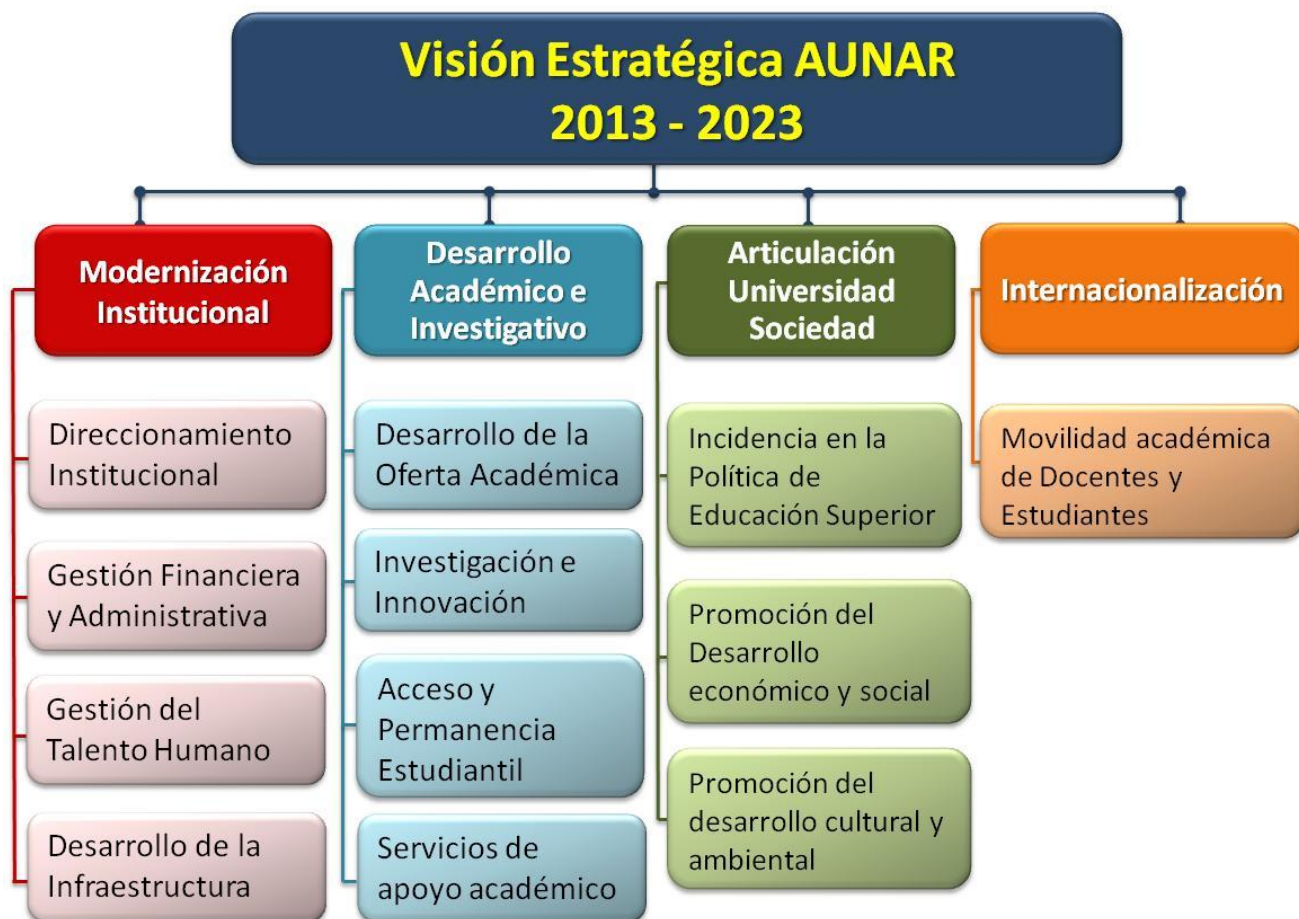 Visión Estratégica AUNAR
2013 - 2023
Modernización
Institucional
Direccionamiento
Institucional
Gestión Financiera
y Administrativa
Gestión del
Talento Humano
Desarrollo de la
Infraestructura
Desarrollo
Académico e
Investigativo
Desarrollo de la
Oferta Académica
Investigación e
Innovación
Acceso y
Permanencia
Estudiantil
Servicios de
apoyo académico
Articulación
Universidad
Sociedad
Incidencia en la
Política de
Educación Superior
Promoción del
Desarrollo
económico y social
Promoción del
desarrollo cultural y
ambiental
Internacionalización
Movilidad académica
de Docentes y
Estudiantes